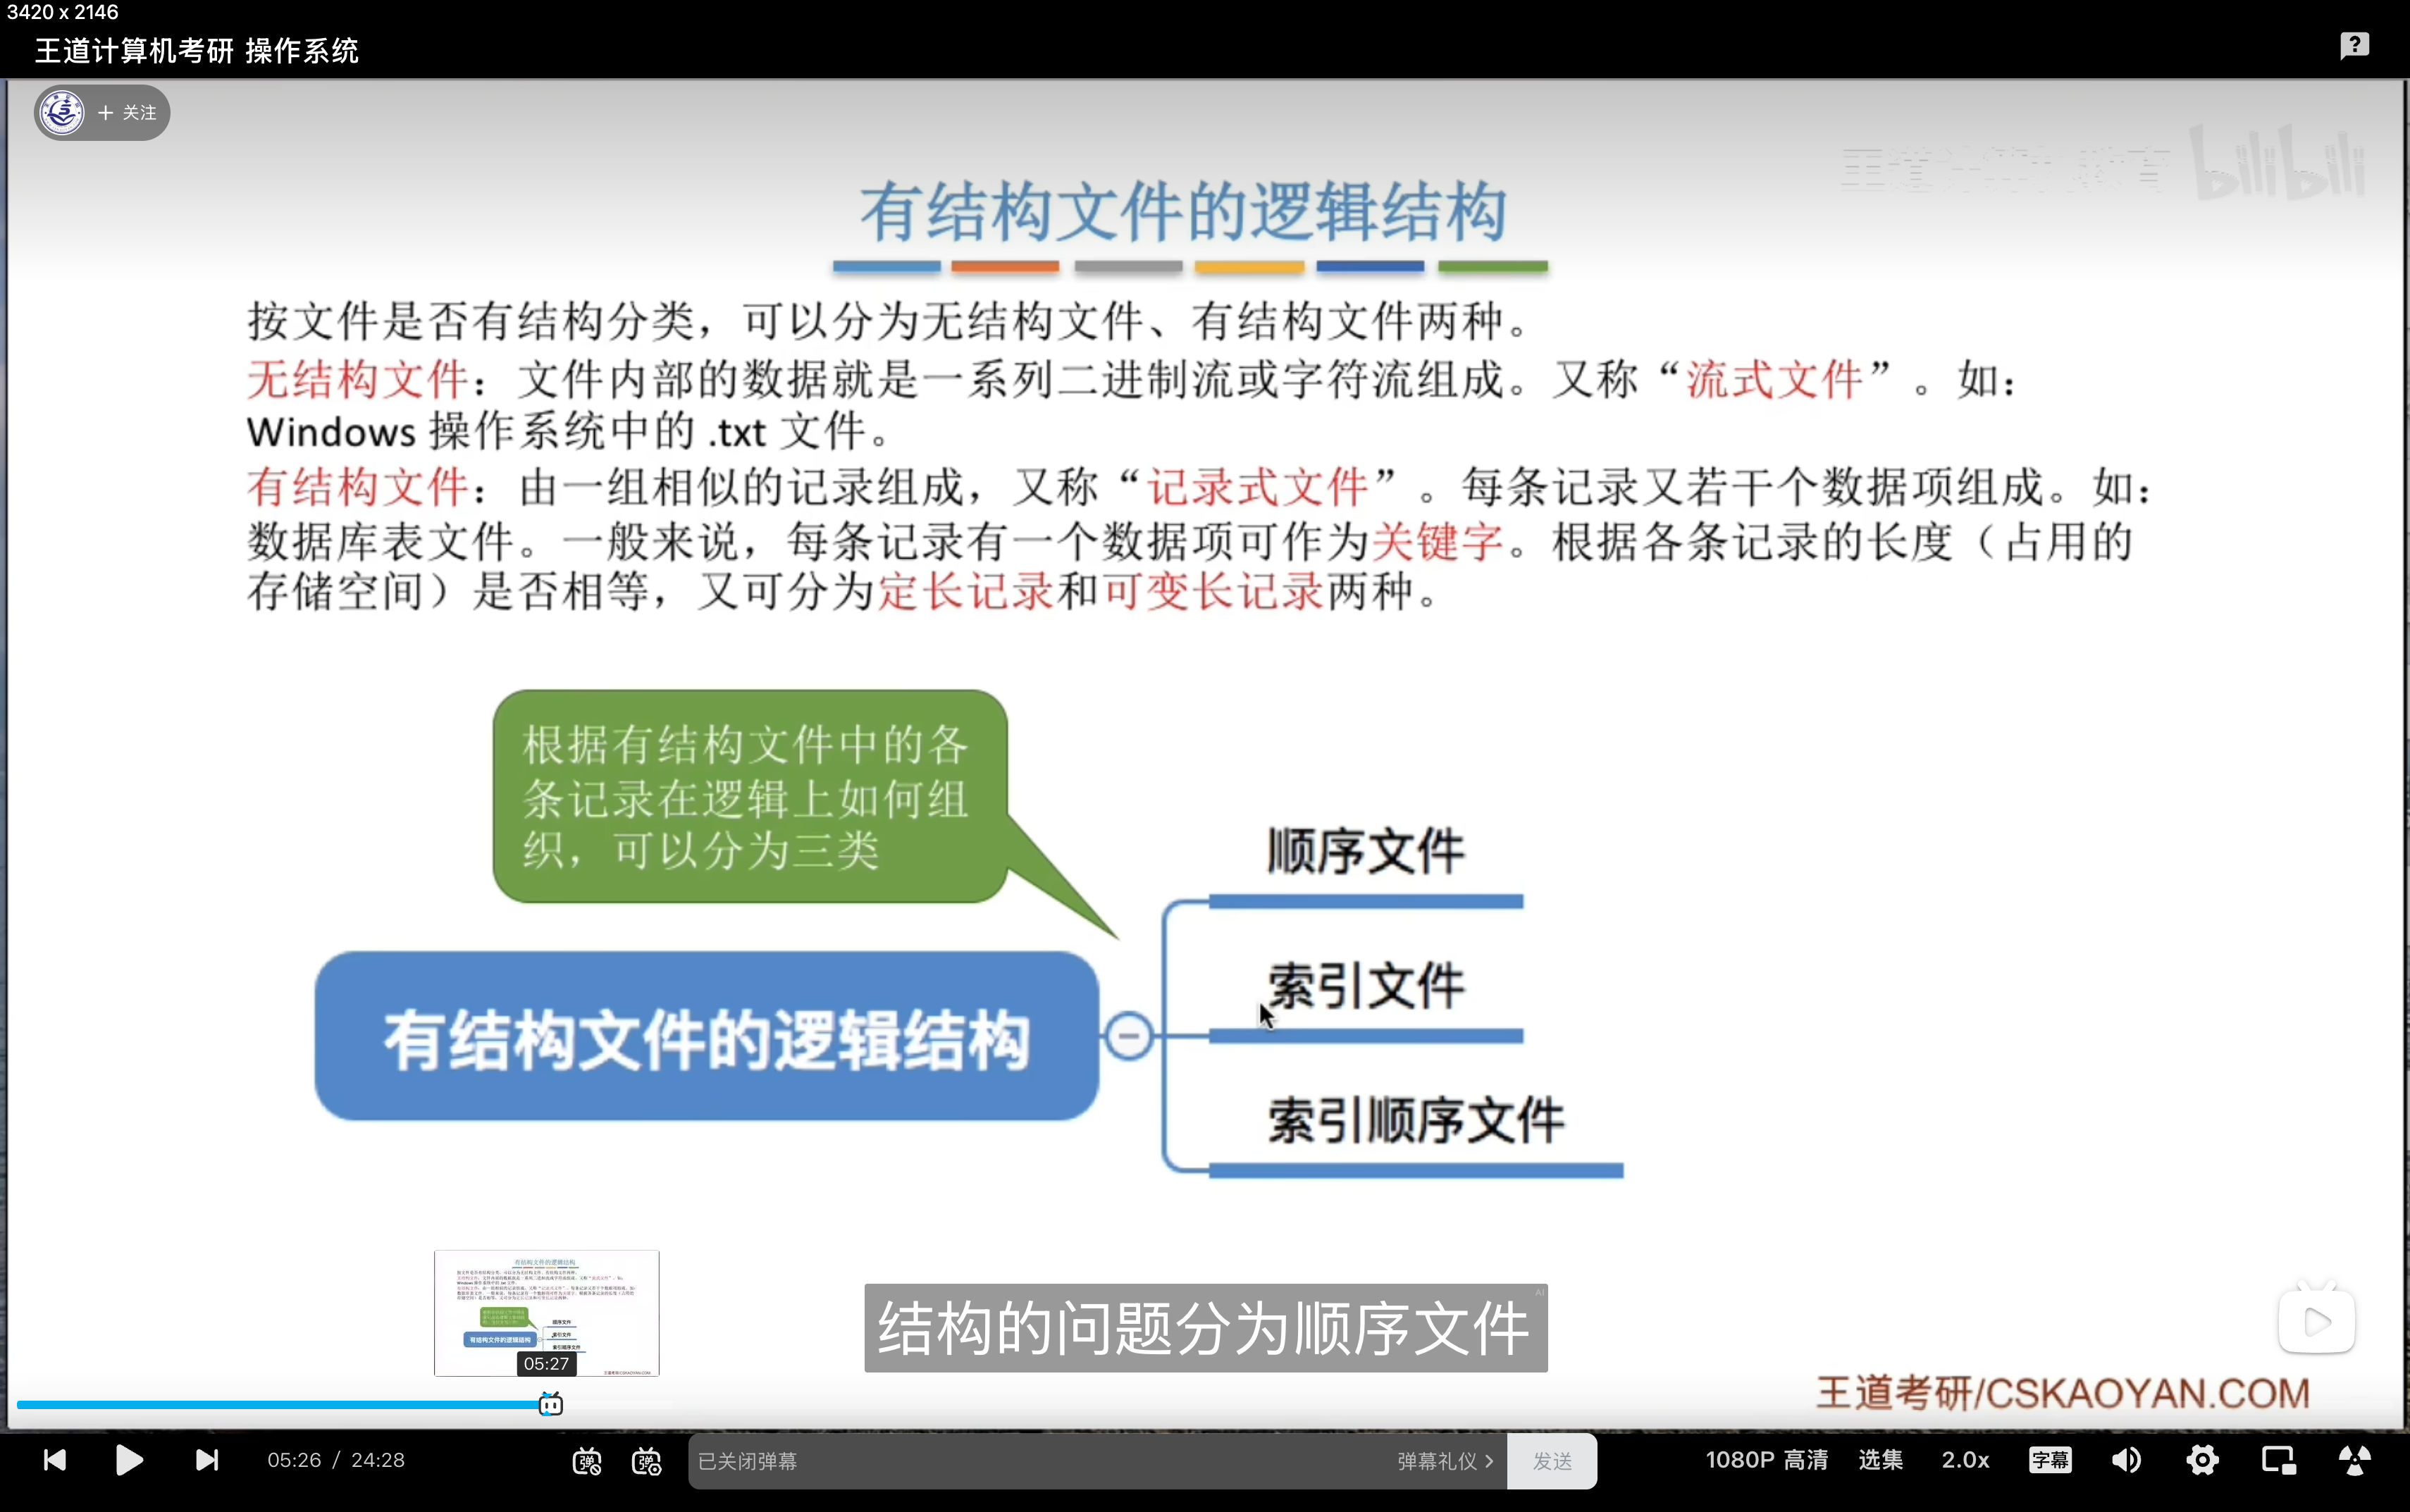 3420 x 2146
王道计算机考研 操作系统
+ 关注
bilibili
有结构文件的逻辑结构
按文件是否有结构分类，可以分为无结构文件、有结构文件两种。
无结构文件：文件内部的数据就是一系列二进制流或字符流组成。又称“流式文件”。如：
Windows 操作系统中的 .txt 文件。
有结构文件：由一组相似的记录组成，又称“记录式文件”。每条记录又若干个数据项组成。如：
数据库表文件。一般来说，每条记录有一个数据项可作为关键字。根据各条记录的长度（占用的
存储空间）是否相等，又可分为定长记录和可变长记录两种。
根据有结构文件中的各
条记录在逻辑上如何组
织，可以分为三类
顺序文件
索引文件
有结构文件的逻辑结构
索引顺序文件
05:27
AI
结构的问题分为顺序文件
王道考研/CSKAOYAN.COM
05:26 / 24:28
弹
弹
已关闭弹幕
弹幕礼仪 >
发送
1080P 高清
选集
2.0x
字幕